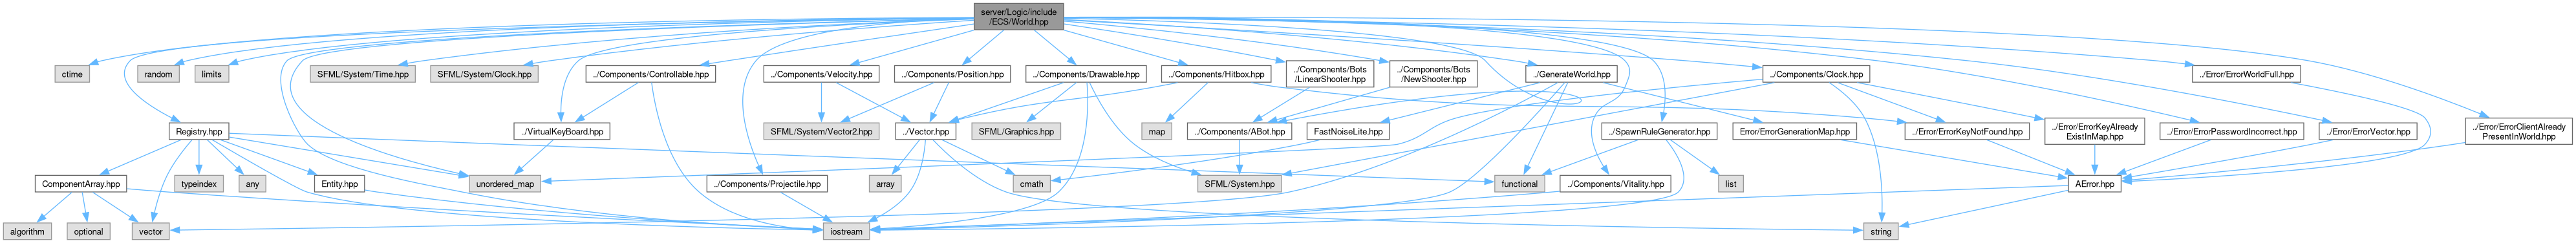 server/Logic/include
/ECS/World.hpp
ctime
random
limits
SFML/System/Time.hpp
SFML/System/Clock.hpp
../Components/Controllable.hpp
../Components/Velocity.hpp
../Components/Position.hpp
../Components/Drawable.hpp
../Components/Hitbox.hpp
../Components/Bots
/LinearShooter.hpp
../Components/Bots
/NewShooter.hpp
../GenerateWorld.hpp
../Components/Clock.hpp
../Error/ErrorWorldFull.hpp
Registry.hpp
../VirtualKeyBoard.hpp
SFML/System/Vector2.hpp
../Vector.hpp
SFML/Graphics.hpp
map
../Components/ABot.hpp
FastNoiseLite.hpp
../SpawnRuleGenerator.hpp
Error/ErrorGenerationMap.hpp
../Error/ErrorKeyNotFound.hpp
../Error/ErrorKeyAlready
ExistInMap.hpp
../Error/ErrorPasswordIncorrect.hpp
../Error/ErrorVector.hpp
../Error/ErrorClientAlready
PresentInWorld.hpp
ComponentArray.hpp
typeindex
any
Entity.hpp
unordered_map
../Components/Projectile.hpp
array
cmath
SFML/System.hpp
functional
../Components/Vitality.hpp
list
AError.hpp
algorithm
optional
vector
iostream
string